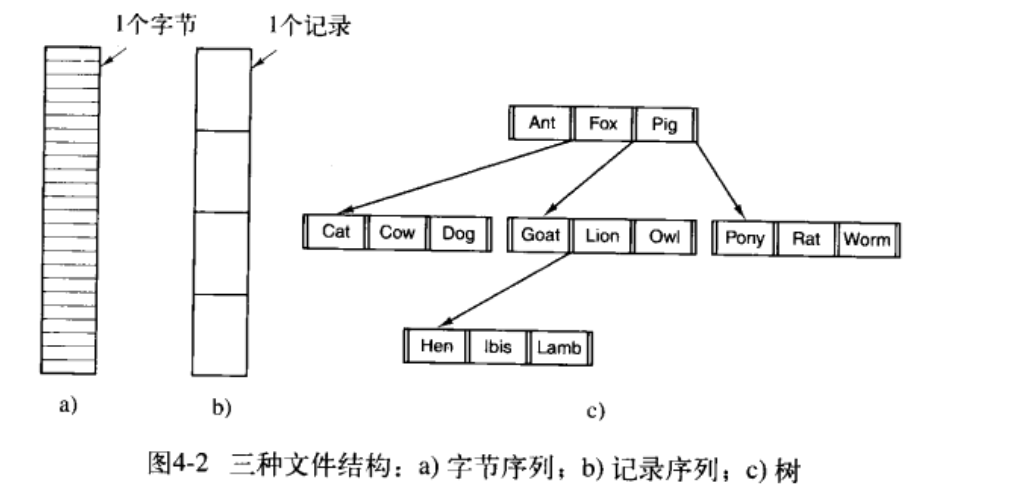 1个字节
1个记录
Ant Fox Pig
Cat Cow Dog
Goat Lion Owl
Pony Rat Worm
Hen Ibis Lamb
a)
b)
c)
图4-2 三种文件结构：a) 字节序列；b) 记录序列；c) 树